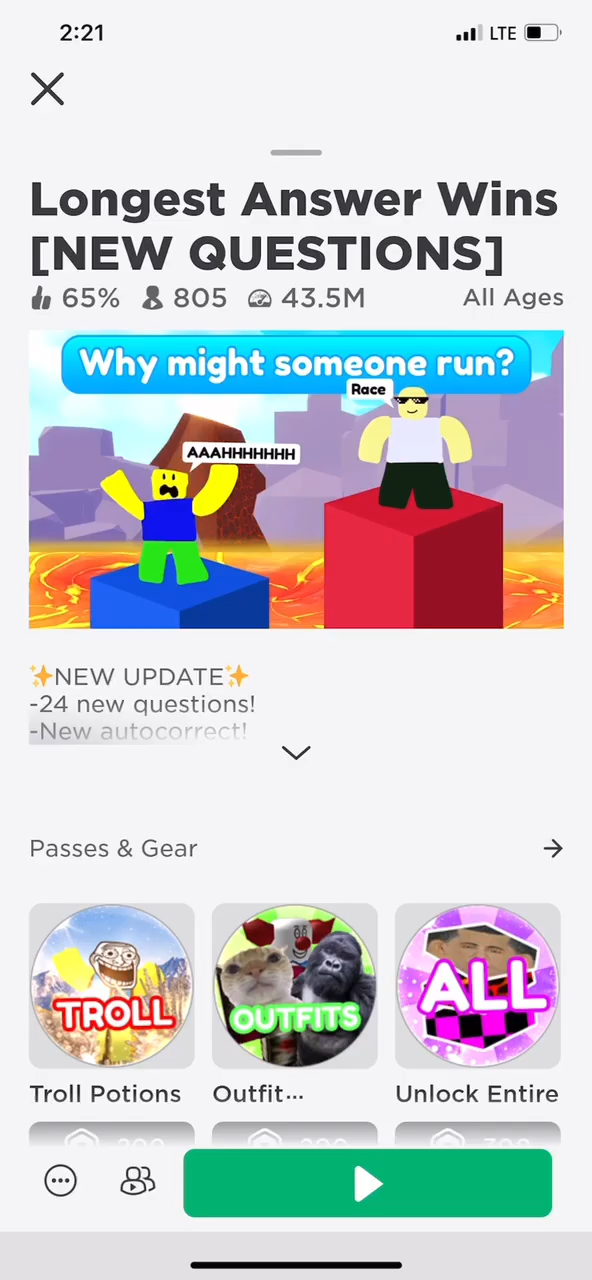 2:21
LTE
Longest Answer Wins
[NEW QUESTIONS]
65% 805 43.5M All Ages
Why might someone run?
Race
AAAHHHHHHH
✨NEW UPDATE✨
-24 new questions!
-New autocorrect!
Passes & Gear
TROLL
OUTFITS
ALL
Troll Potions Outfit... Unlock Entire